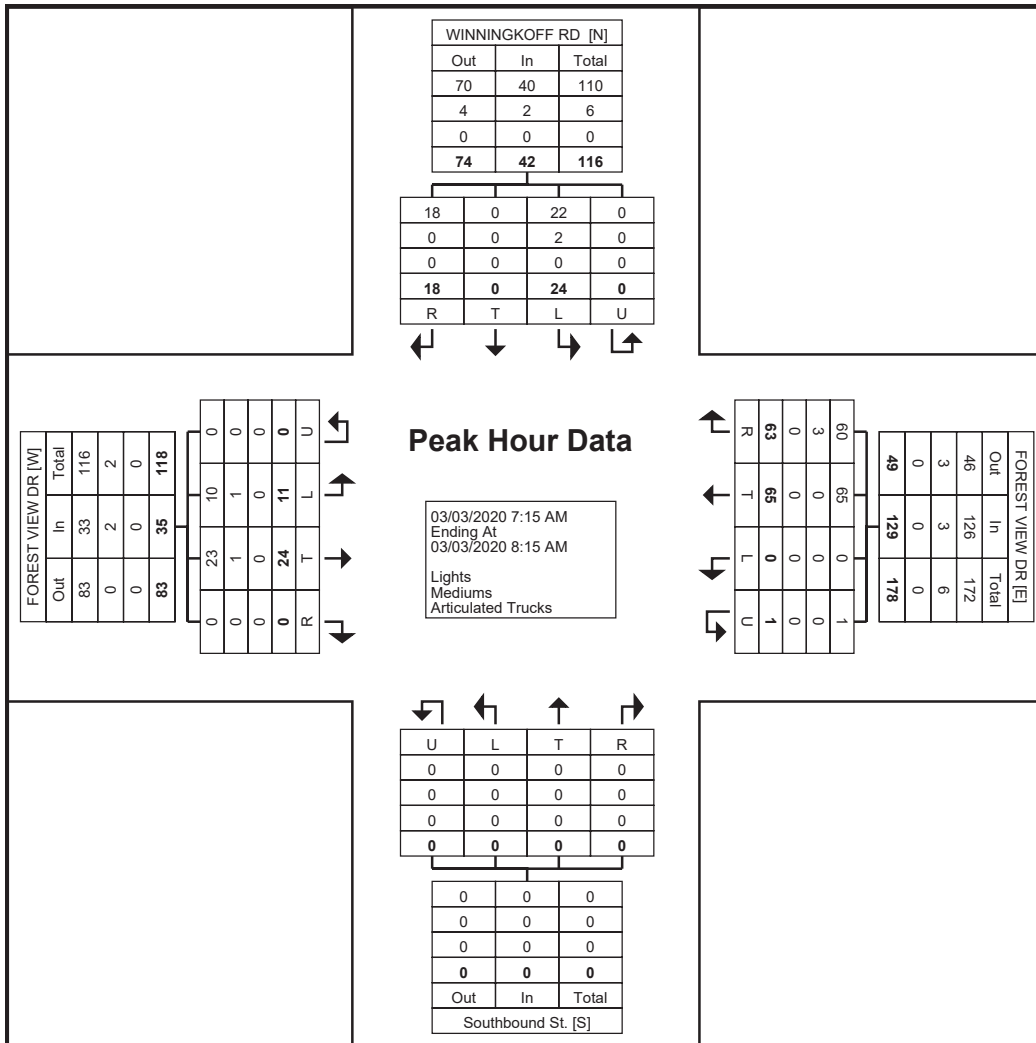 WINNINGKOFF RD [N]
Out In Total
70 40 110
4 2 6
0 0 0
74 42 116
18 0 22 0
0 0 2 0
0 0 0 0
18 0 24 0
R T L U
Peak Hour Data
03/03/2020 7:15 AM
Ending At
03/03/2020 8:15 AM
Lights
Mediums
Articulated Trucks
FOREST VIEW DR [W]
Out In Total
83 33 116
0 2 2
0 0 0
83 35 118
0 23 10 0
0 1 1 0
0 0 0 0
0 24 11 0
R T L U
FOREST VIEW DR [E]
Out In Total
46 126 172
3 3 6
0 0 0
49 129 178
60 65 0 1
3 0 0 0
0 0 0 0
63 65 0 1
R T L U
U L T R
0 0 0 0
0 0 0 0
0 0 0 0
0 0 0 0
0 0 0
0 0 0
0 0 0
0 0 0
Out In Total
Southbound St. [S]